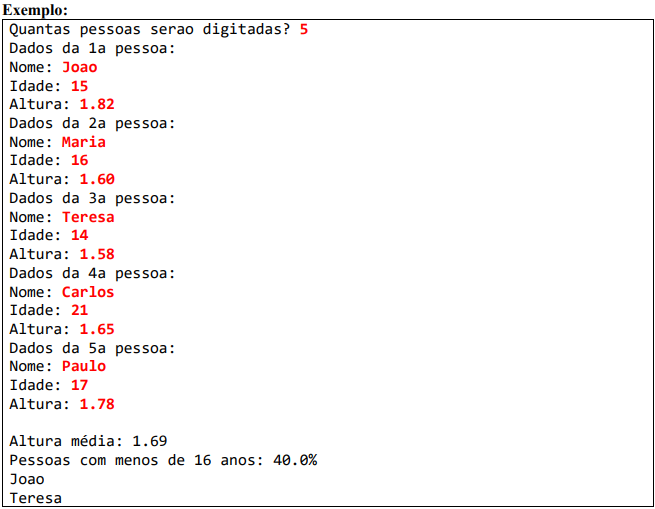 Exemplo:
Quantas pessoas serao digitadas? 5
Dados da 1a pessoa:
Nome: Joao
Idade: 15
Altura: 1.82
Dados da 2a pessoa:
Nome: Maria
Idade: 16
Altura: 1.60
Dados da 3a pessoa:
Nome: Teresa
Idade: 14
Altura: 1.58
Dados da 4a pessoa:
Nome: Carlos
Idade: 21
Altura: 1.65
Dados da 5a pessoa:
Nome: Paulo
Idade: 17
Altura: 1.78
Altura média: 1.69
Pessoas com menos de 16 anos: 40.0%
Joao
Teresa